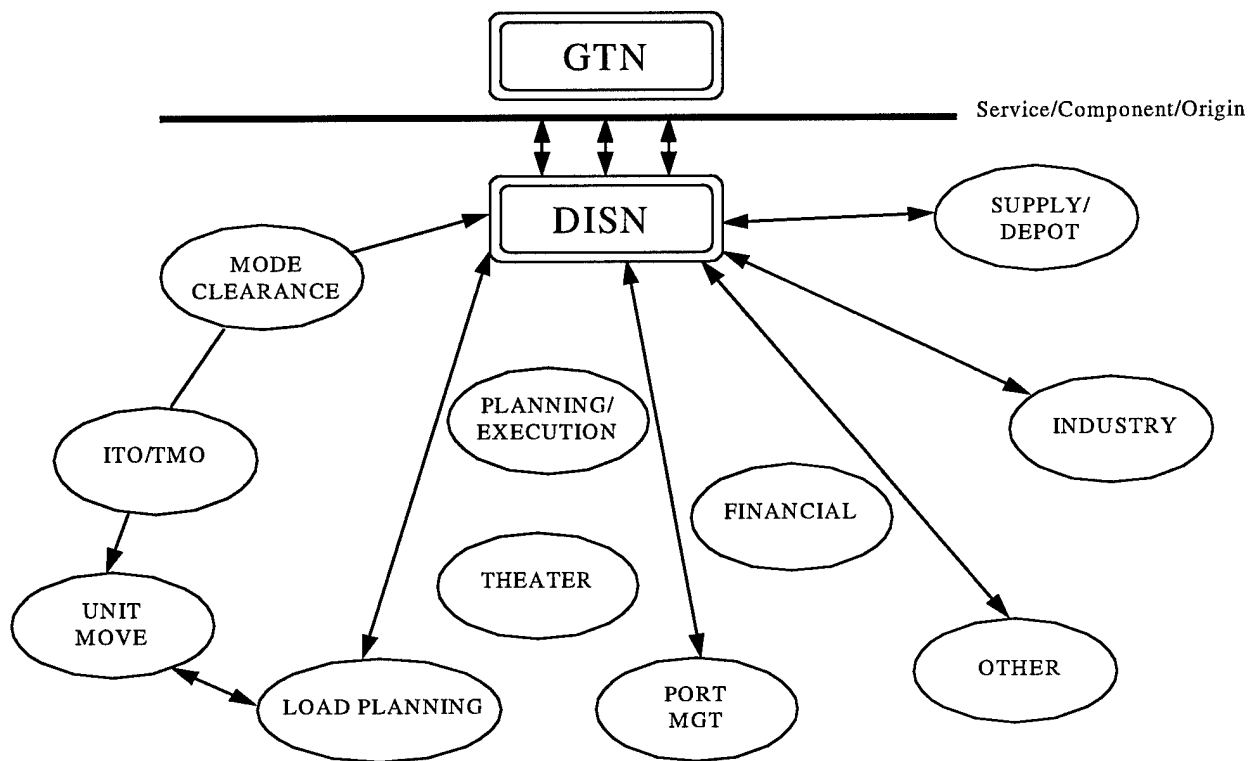 GTN
Service/Component/Origin
DISN
SUPPLY/
DEPOT
MODE
CLEARANCE
PLANNING/
EXECUTION
INDUSTRY
ITO/TMO
FINANCIAL
THEATER
UNIT
MOVE
OTHER
LOAD PLANNING
PORT
MGT